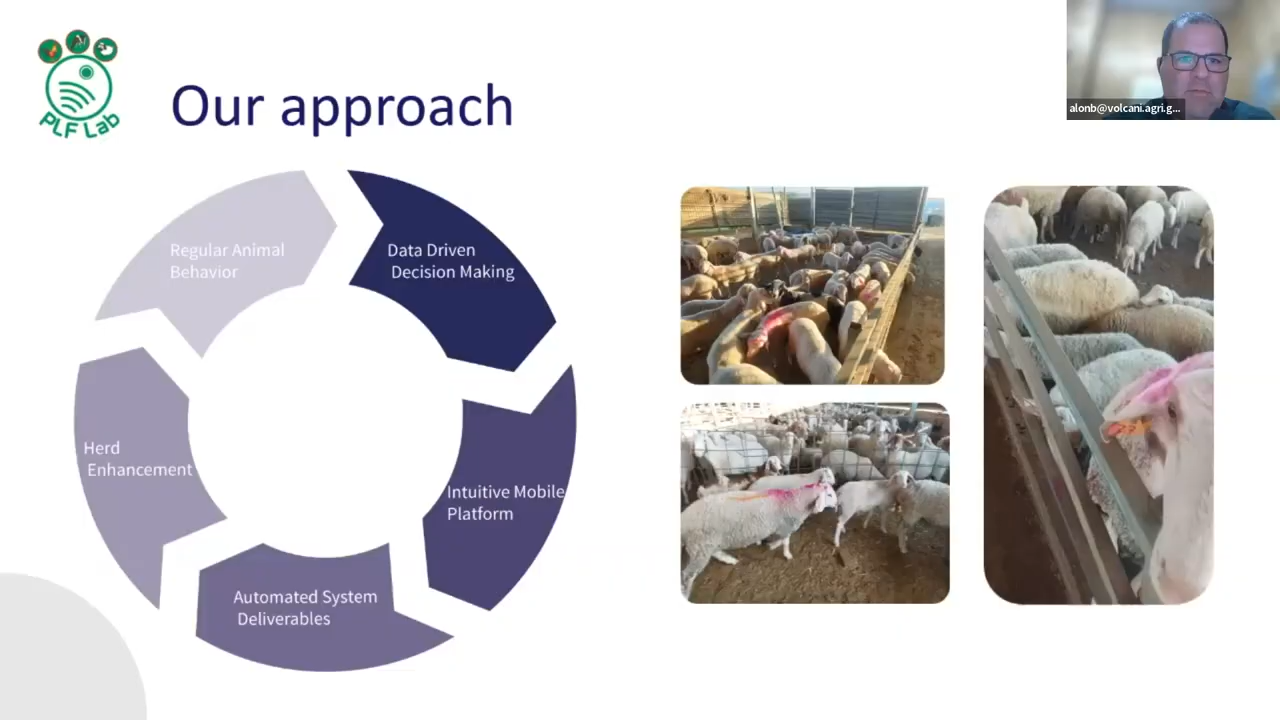 PLF Lab
Our approach
alonb@volcani.agri.g...
Regular Animal
Behavior
Data Driven
Decision Making
Herd
Enhancement
Intuitive Mobile
Platform
Automated System
Deliverables